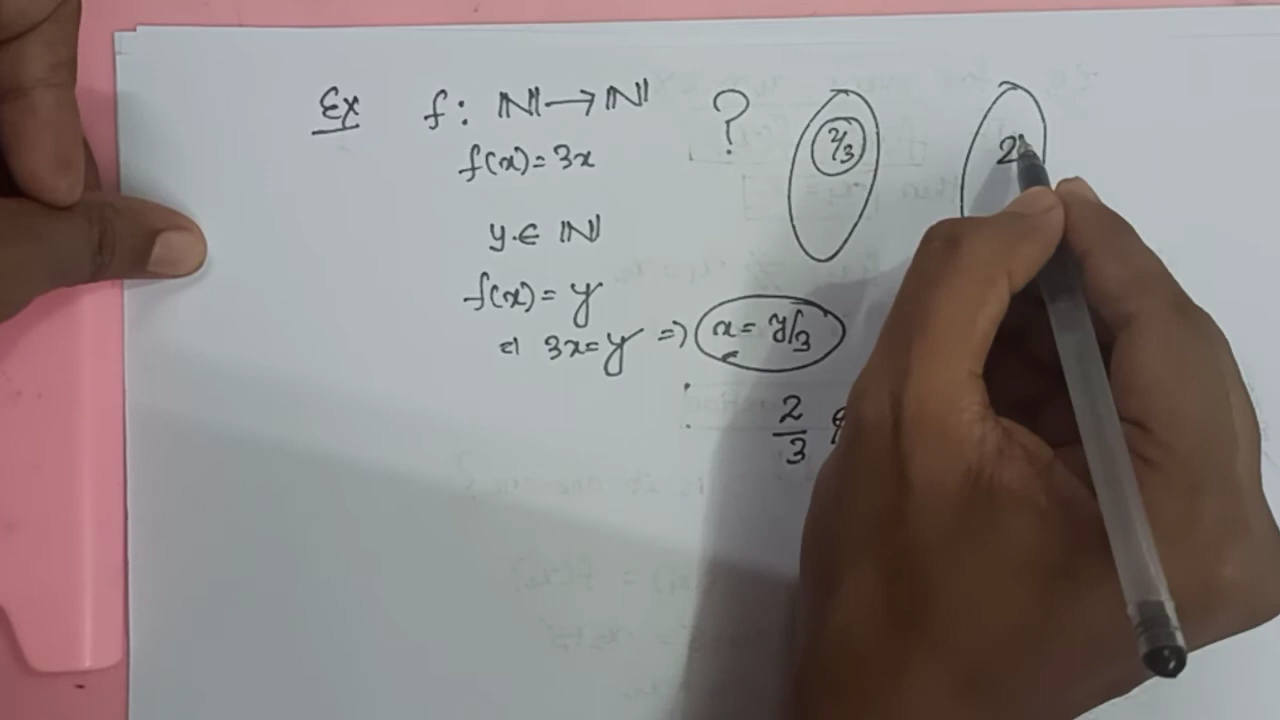 Ex f: ℕ → ℕ ?
f(x) = 3x
y ∈ ℕ
f(x) = y
⇒ 3x = y ⇒ x = y/3
2/3
2/3
2